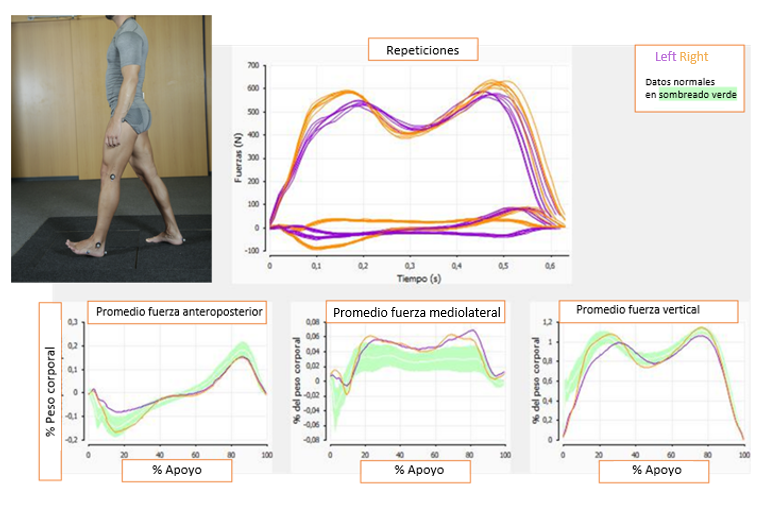 Repeticiones
Left Right
Datos normales
en sombreado verde
Fuerzas (N)
700
600
500
400
300
200
100
0
-100
0 0,1 0,2 0,3 0,4 0,5 0,6
Tiempo (s)
Promedio fuerza anteroposterior
% Peso corporal
0,3
0,2
0,1
0
-0,1
-0,2
0 20 40 60 80 100
% Apoyo
Promedio fuerza mediolateral
% del peso corporal
0,08
0,06
0,04
0,02
0
-0,02
-0,04
-0,06
-0,08
0 20 40 60 80 100
% Apoyo
Promedio fuerza vertical
% del peso corporal
1,2
1
0,8
0,6
0,4
0,2
0
0 20 40 60 80 100
% Apoyo